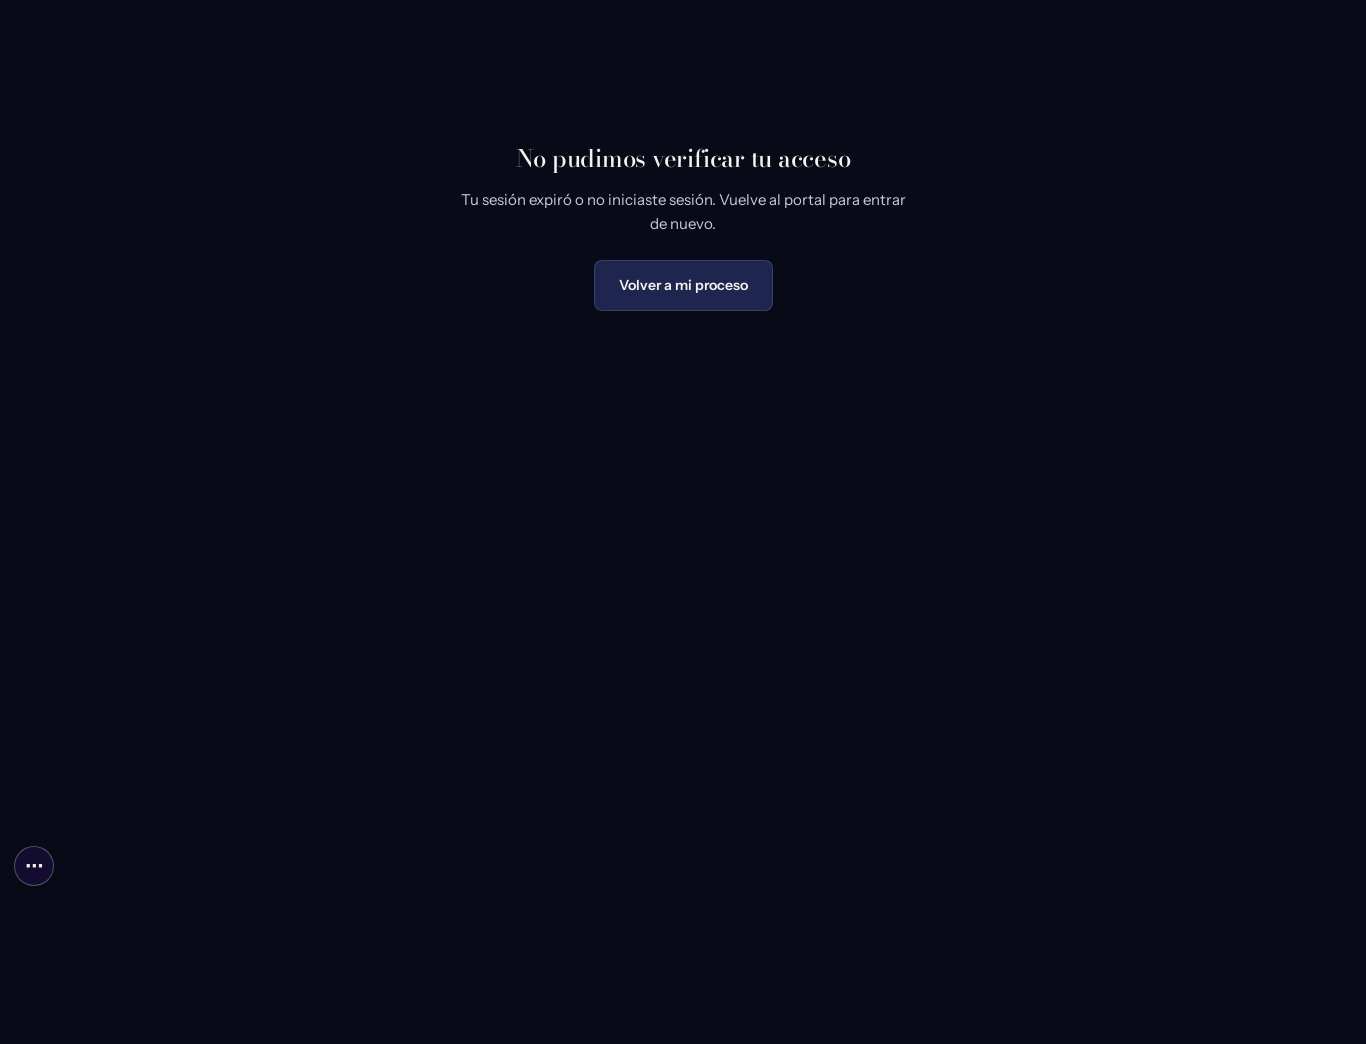 No pudimos verificar tu acceso
Tu sesión expiró o no iniciaste sesión. Vuelve al portal para entrar
de nuevo.
Volver a mi proceso